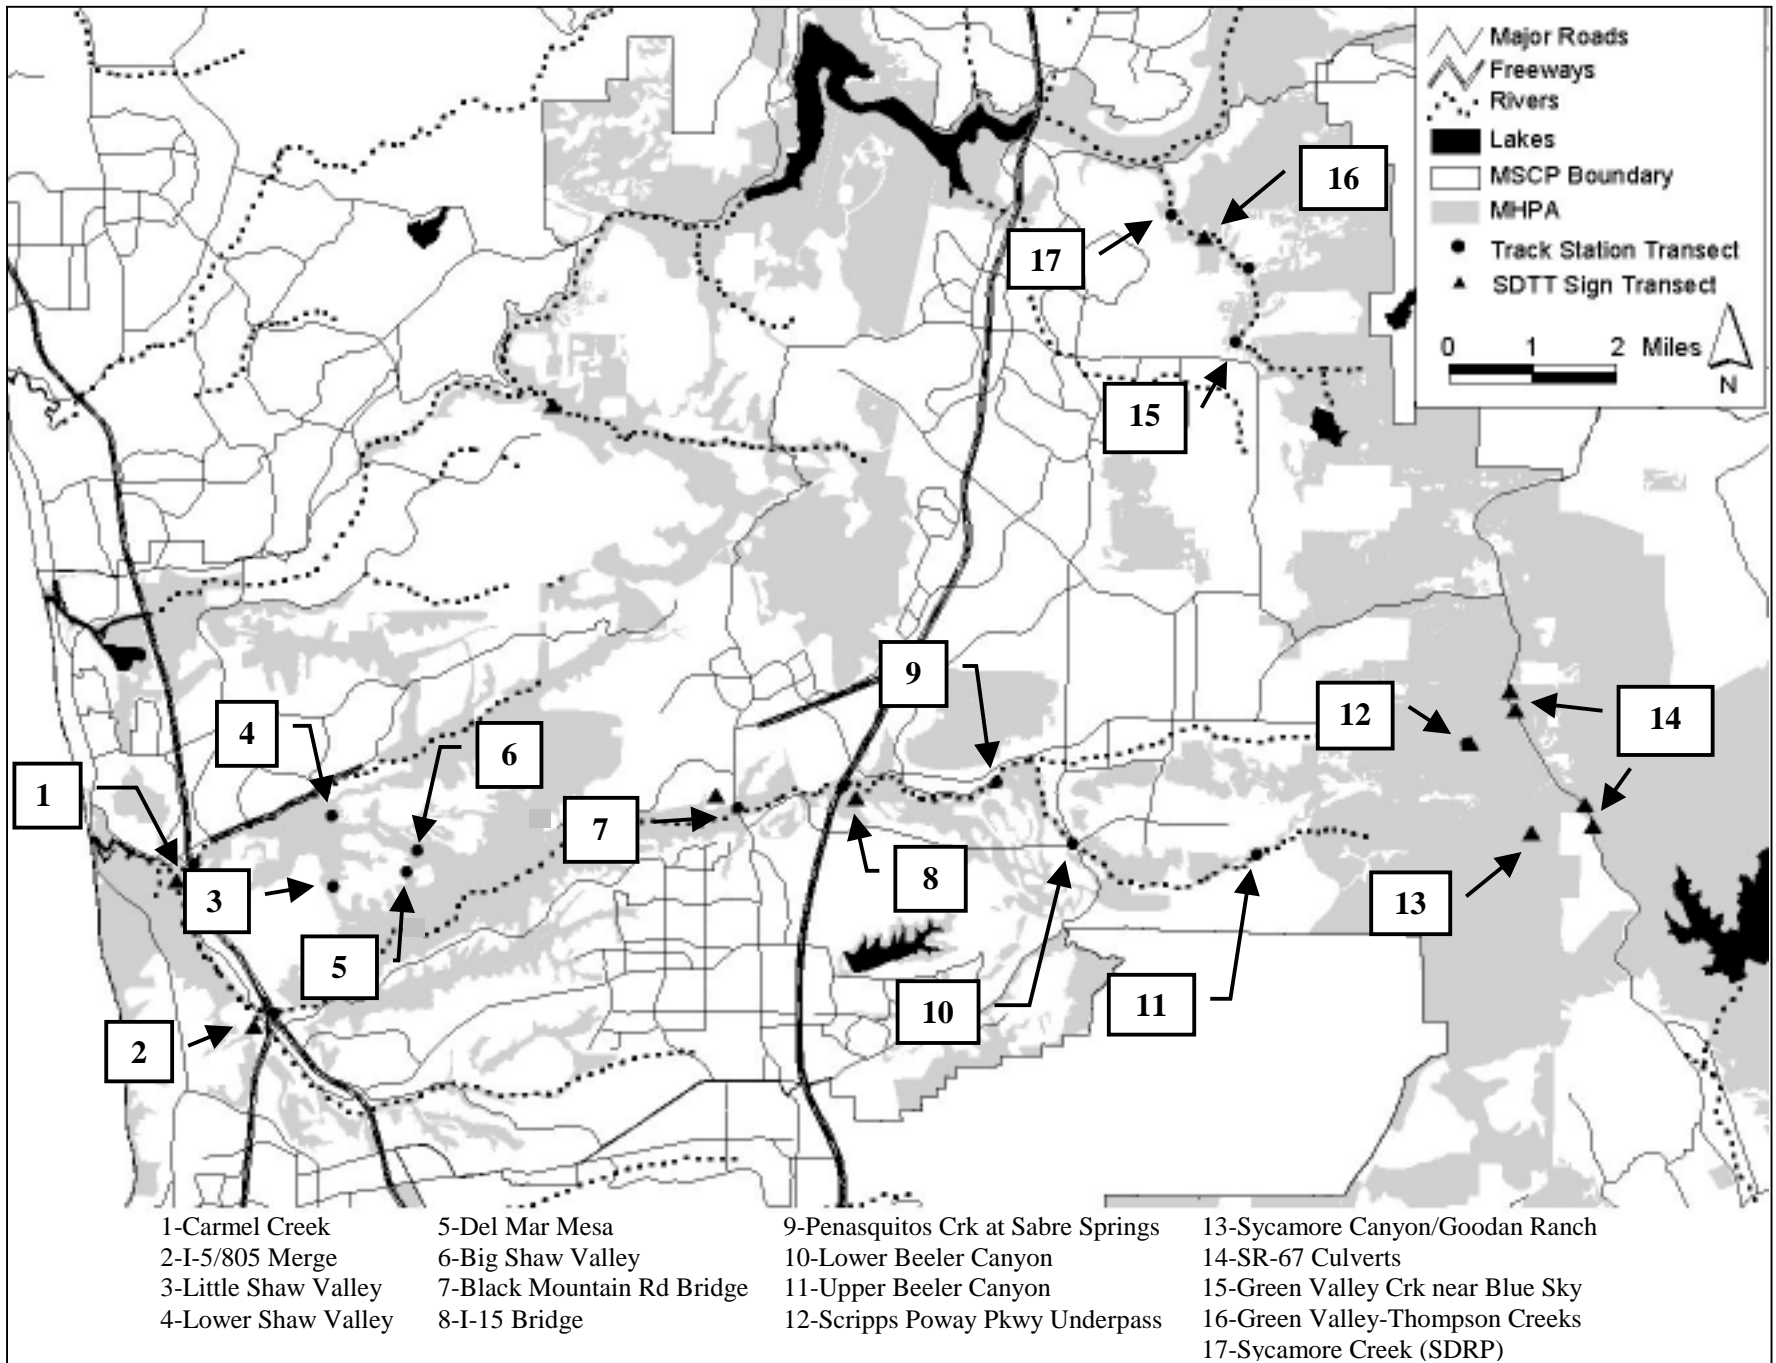 Major Roads
Freeways
Rivers
Lakes
MSCP Boundary
MHPA
Track Station Transect
SDTT Sign Transect
0 1 2 Miles
N
16
17
15
9
12
14
4
6
1
7
8
3
13
5
10
11
2
1-Carmel Creek
2-I-5/805 Merge
3-Little Shaw Valley
4-Lower Shaw Valley
5-Del Mar Mesa
6-Big Shaw Valley
7-Black Mountain Rd Bridge
8-I-15 Bridge
9-Penasquitos Crk at Sabre Springs
10-Lower Beeler Canyon
11-Upper Beeler Canyon
12-Scripps Poway Pkwy Underpass
13-Sycamore Canyon/Goodan Ranch
14-SR-67 Culverts
15-Green Valley Crk near Blue Sky
16-Green Valley-Thompson Creeks
17-Sycamore Creek (SDRP)